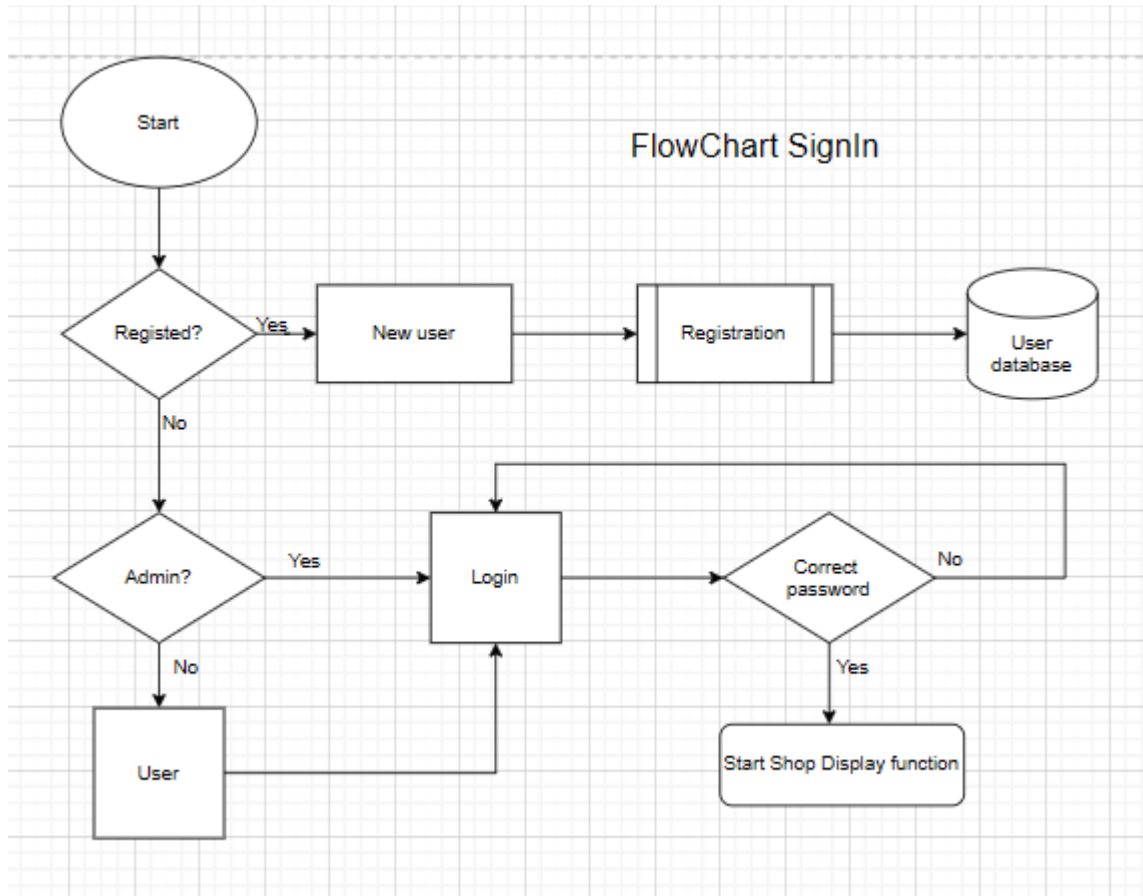 Start
FlowChart SignIn
Registed?
Yes
New user
Registration
User
database
No
Admin?
Yes
Login
Correct
password
No
No
Yes
User
Start Shop Display function